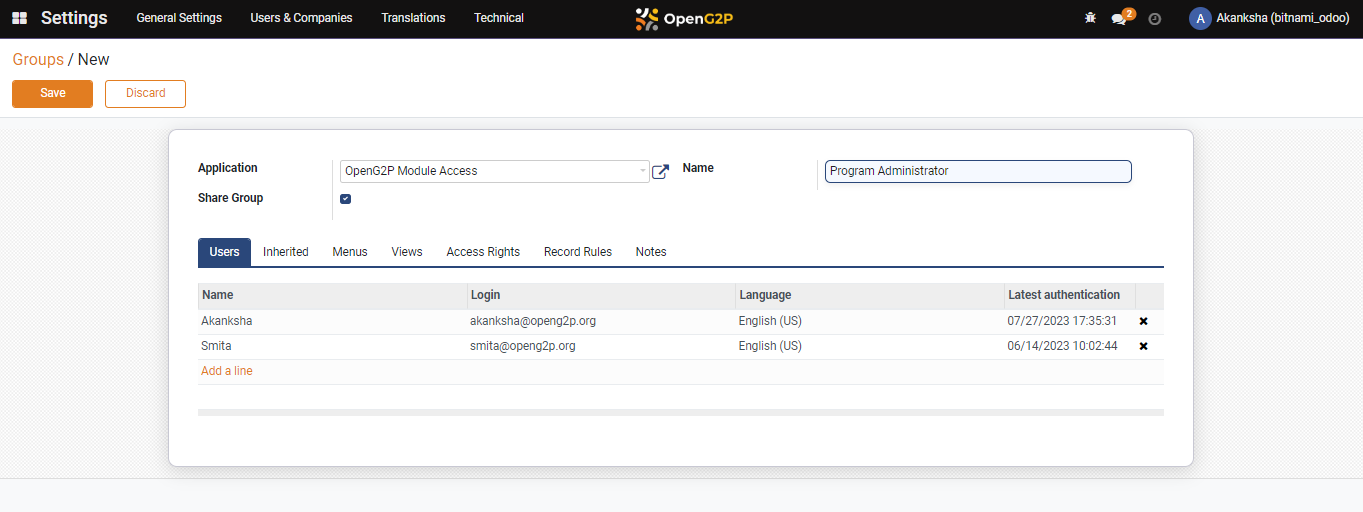 Settings General Settings Users & Companies Translations Technical OpenG2P 2 A Akanksha (bitnami_odoo)
Groups / New
Save Discard
Application OpenG2P Module Access Name Program Administrator
Share Group
Users Inherited Menus Views Access Rights Record Rules Notes
Name Login Language Latest authentication
Akanksha akanksha@openg2p.org English (US) 07/27/2023 17:35:31
Smita smita@openg2p.org English (US) 06/14/2023 10:02:44
Add a line